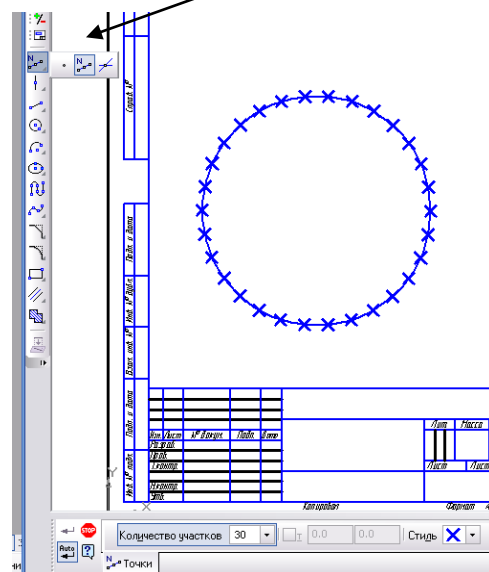 N
N
Справ. №
Подп. и дата
Инв. № дубл.
Взам. инв. №
Подп. и дата
Инв. № подл.
Лит. Масса
Изм. Лист № докум. Подп. Дата
Разраб.
Пров.
Т.контр.
Лист
Н.контр.
Утв.
Y
X
Копировал Формат
STOP
Количество участков 30 T 0.0 0.0 Стиль
Auto
?
N Точки